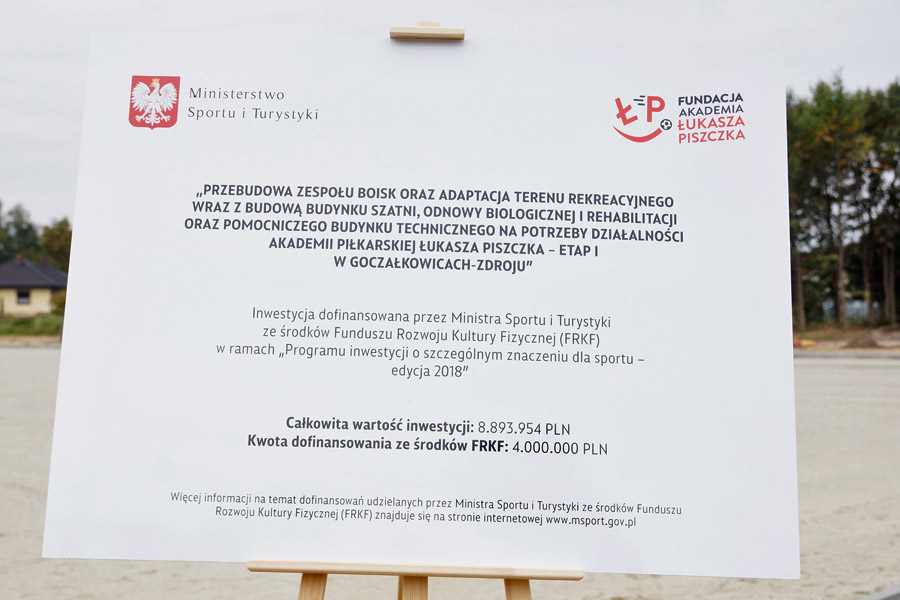 Ministerstwo
Sportu i Turystyki
ŁP
FUNDACJA
AKADEMIA
ŁUKASZA
PISZCZKA
„PRZEBUDOWA ZESPOŁU BOISK ORAZ ADAPTACJA TERENU REKREACYJNEGO
WRAZ Z BUDOWĄ BUDYNKU SZATNI, ODNOWY BIOLOGICZNEJ I REHABILITACJI
ORAZ POMOCNICZEGO BUDYNKU TECHNICZNEGO NA POTRZEBY DZIAŁALNOŚCI
AKADEMII PIŁKARSKIEJ ŁUKASZA PISZCZKA – ETAP I
W GOCZAŁKOWICACH-ZDROJU”
Inwestycja dofinansowana przez Ministra Sportu i Turystyki
ze środków Funduszu Rozwoju Kultury Fizycznej (FRKF)
w ramach „Programu inwestycji o szczególnym znaczeniu dla sportu –
edycja 2018”
Całkowita wartość inwestycji: 8.893.954 PLN
Kwota dofinansowania ze środków FRKF: 4.000.000 PLN
Więcej informacji na temat dofinansowań udzielanych przez Ministra Sportu i Turystyki ze środków Funduszu
Rozwoju Kultury Fizycznej (FRKF) znajduje się na stronie internetowej www.msport.gov.pl